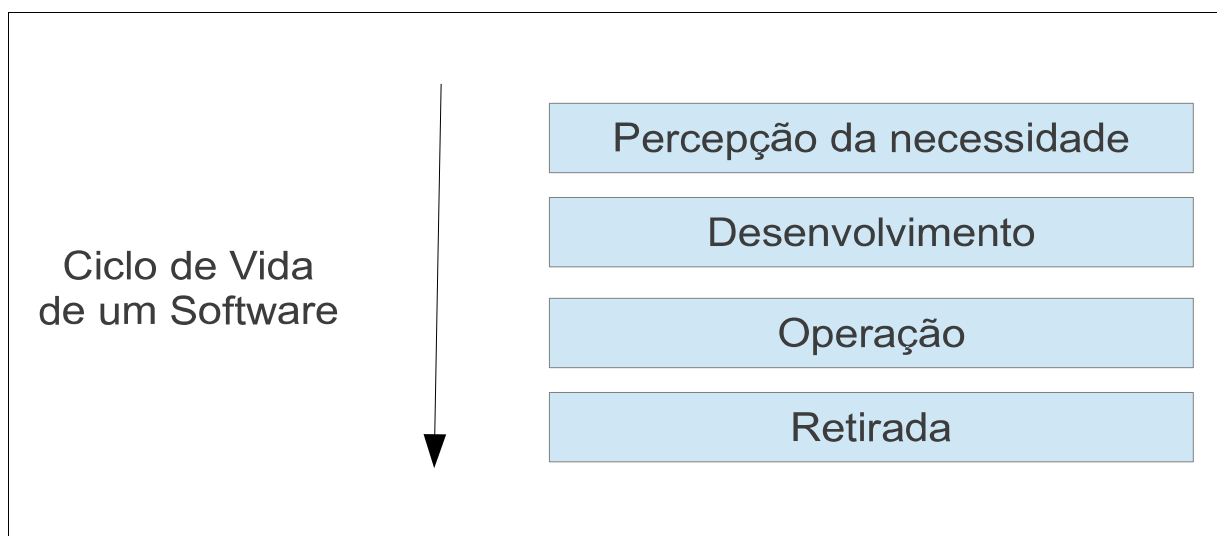 Ciclo de Vida
de um Software
Percepção da necessidade
Desenvolvimento
Operação
Retirada